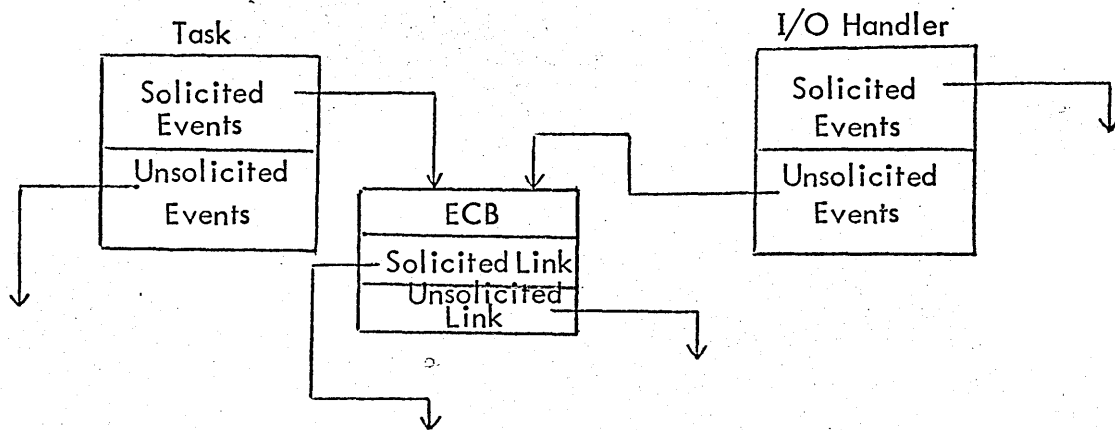 Task
Solicited
Events
Unsolicited
Events
I/O Handler
Solicited
Events
Unsolicited
Events
ECB
Solicited Link
Unsolicited
Link